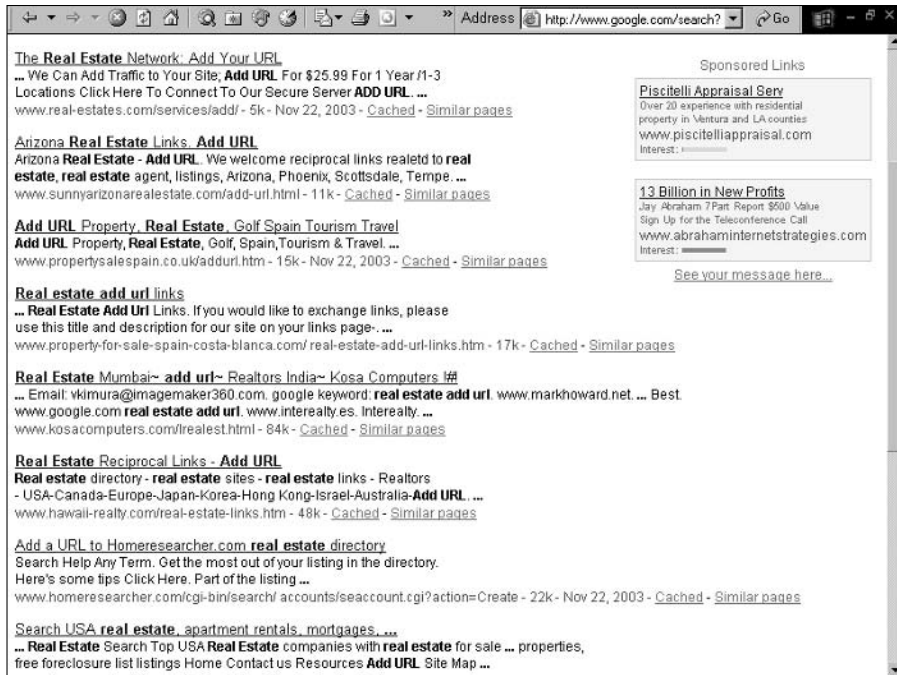 » Address http://www.google.com/search? Go
The Real Estate Network: Add Your URL
... We Can Add Traffic to Your Site; Add URL For $25.99 For 1 Year /1-3
Locations Click Here To Connect To Our Secure Server ADD URL. ...
www.real-estates.com/services/add/ - 5k - Nov 22, 2003 - Cached - Similar pages
Arizona Real Estate Links. Add URL
Arizona Real Estate - Add URL. We welcome reciprocal links realetd to real
estate, real estate agent, listings, Arizona, Phoenix, Scottsdale, Tempe. ...
www.sunnyarizonarealestate.com/add-url.html - 11k - Cached - Similar pages
Add URL Property, Real Estate, Golf Spain Tourism Travel
Add URL Property, Real Estate, Golf, Spain,Tourism & Travel. ...
www.propertysalespain.co.uk/addurl.htm - 15k - Nov 22, 2003 - Cached - Similar pages
Real estate add url links
... Real Estate Add Url Links. If you would like to exchange links, please
use this title and description for our site on your links page-. ...
www.property-for-sale-spain-costa-blanca.com/ real-estate-add-url-links.htm - 17k - Cached - Similar pages
Real Estate Mumbai~ add url~ Realtors India~ Kosa Computers !#
... Email: vkimura@imagemaker360.com. google keyword: real estate add url. www.markhoward.net. ... Best.
www.google.com real estate add url. www.interealty.es. Interealty. ...
www.kosacomputers.com/lrealest.html - 84k - Cached - Similar pages
Real Estate Reciprocal Links - Add URL
Real estate directory - real estate sites - real estate links - Realtors
- USA-Canada-Europe-Japan-Korea-Hong Kong-Israel-Australia-Add URL. ...
www.hawaii-realty.com/real-estate-links.htm - 48k - Cached - Similar pages
Add a URL to Homeresearcher.com real estate directory
Search Help Any Term. Get the most out of your listing in the directory.
Here's some tips Click Here. Part of the listing ...
www.homeresearcher.com/cgi-bin/search/ accounts/seaccount.cgi?action=Create - 22k - Nov 22, 2003 - Cached - Similar pages
Search USA real estate, apartment rentals, mortgages, ...
... Real Estate Search Top USA Real Estate companies with real estate for sale ... properties,
free foreclosure list listings Home Contact us Resources Add URL Site Map ...
Sponsored Links
Piscitelli Appraisal Serv
Over 20 experience with residential
property in Ventura and LA counties
www.piscitelliappraisal.com
Interest:
13 Billion in New Profits
Jay Abraham 7Part Report $500 Value
Sign Up for the Teleconference Call
www.abrahaminternetstrategies.com
Interest:
See your message here...